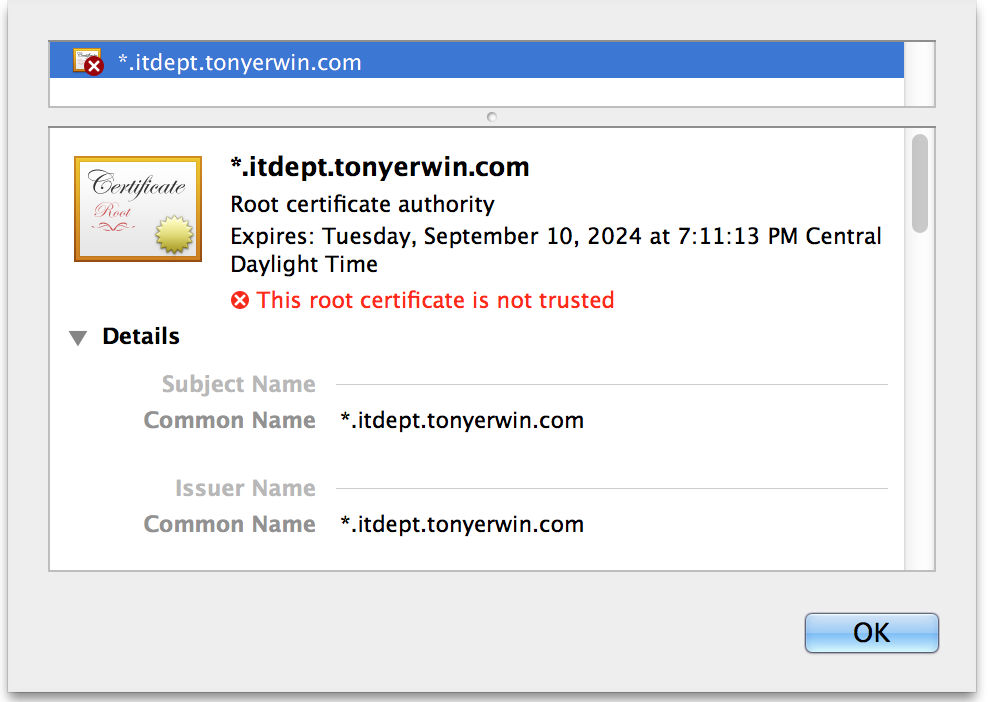 *.itdept.tonyerwin.com
Certificate
Root
*.itdept.tonyerwin.com
Root certificate authority
Expires: Tuesday, September 10, 2024 at 7:11:13 PM Central
Daylight Time
This root certificate is not trusted
Details
Subject Name
Common Name *.itdept.tonyerwin.com
Issuer Name
Common Name *.itdept.tonyerwin.com
OK